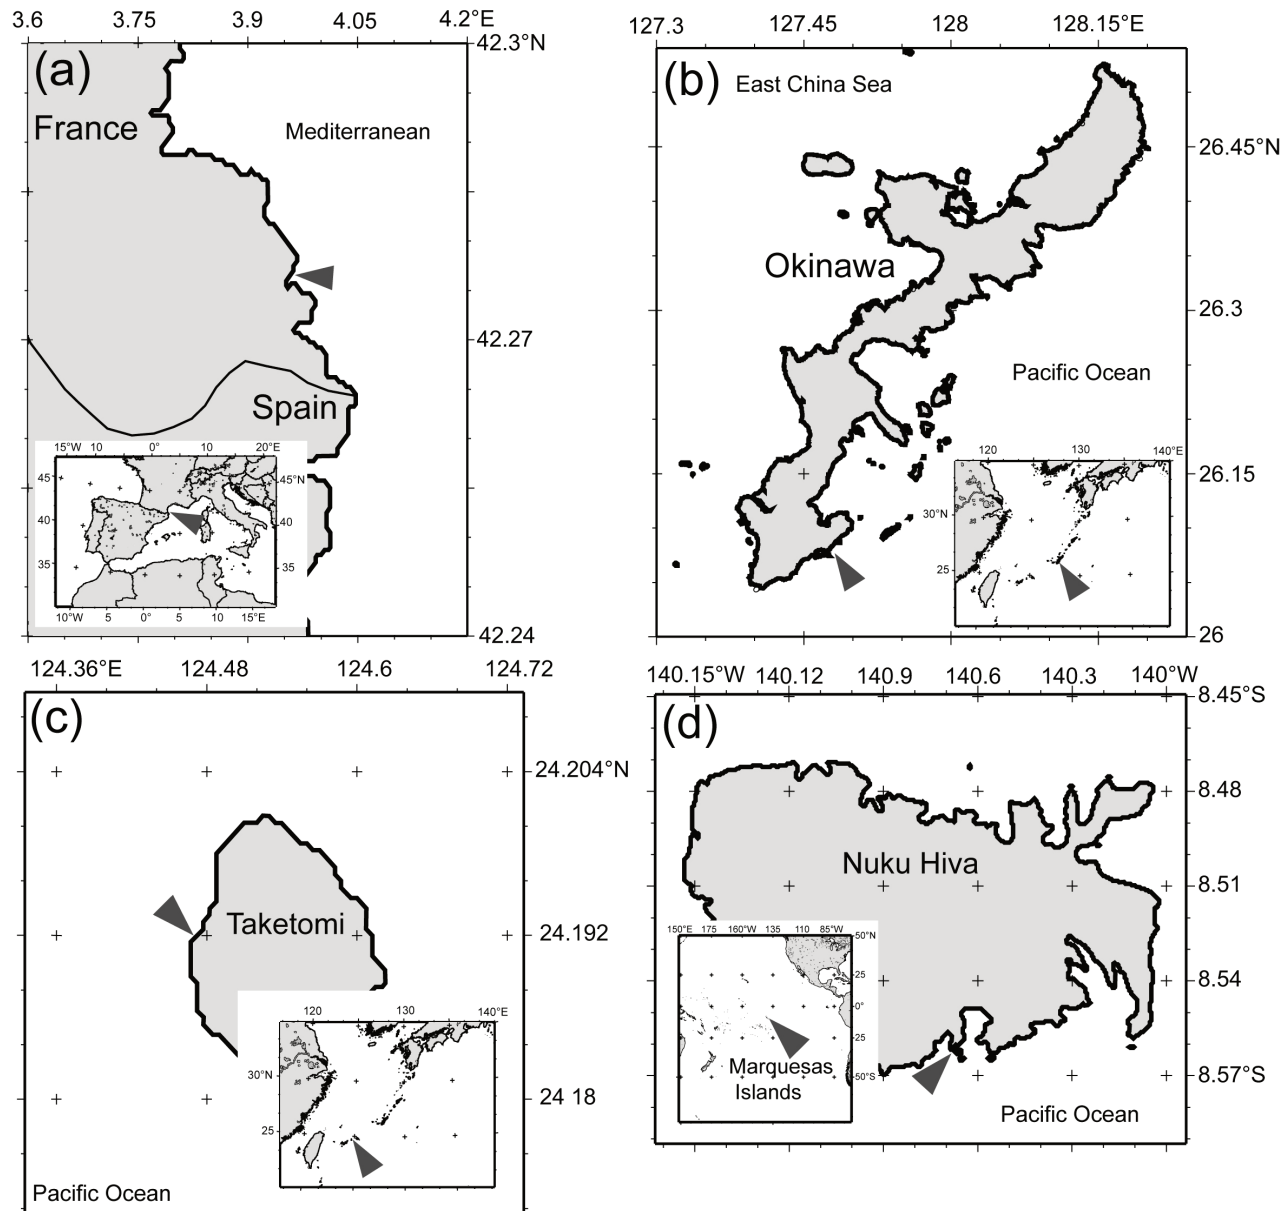 3.6 3.75 3.9 4.05 4.2°E
(a)
42.3°N
France
Mediterranean
42.27
Spain
42.24
15°W 10 0° 10 20°E
45 45°N
40 40
35 35
10°W 5 0° 5 10 15°E
127.3 127.45 128 128.15°E
(b)
East China Sea
26.45°N
Okinawa
26.3
Pacific Ocean
26.15
26
120 130 140°E
30°N
25
124.36°E 124.48 124.6 124.72
(c)
24.204°N
Taketomi
24.192
24.18
Pacific Ocean
120 130 140°E
30°N
25
140.15°W 140.12 140.9 140.6 140.3 140°W
(d)
8.45°S
8.48
Nuku Hiva
8.51
8.54
8.57°S
Pacific Ocean
150°E 175 160°W 135 110 85°W
50°N
25
0°
25
50°S
Marquesas
Islands